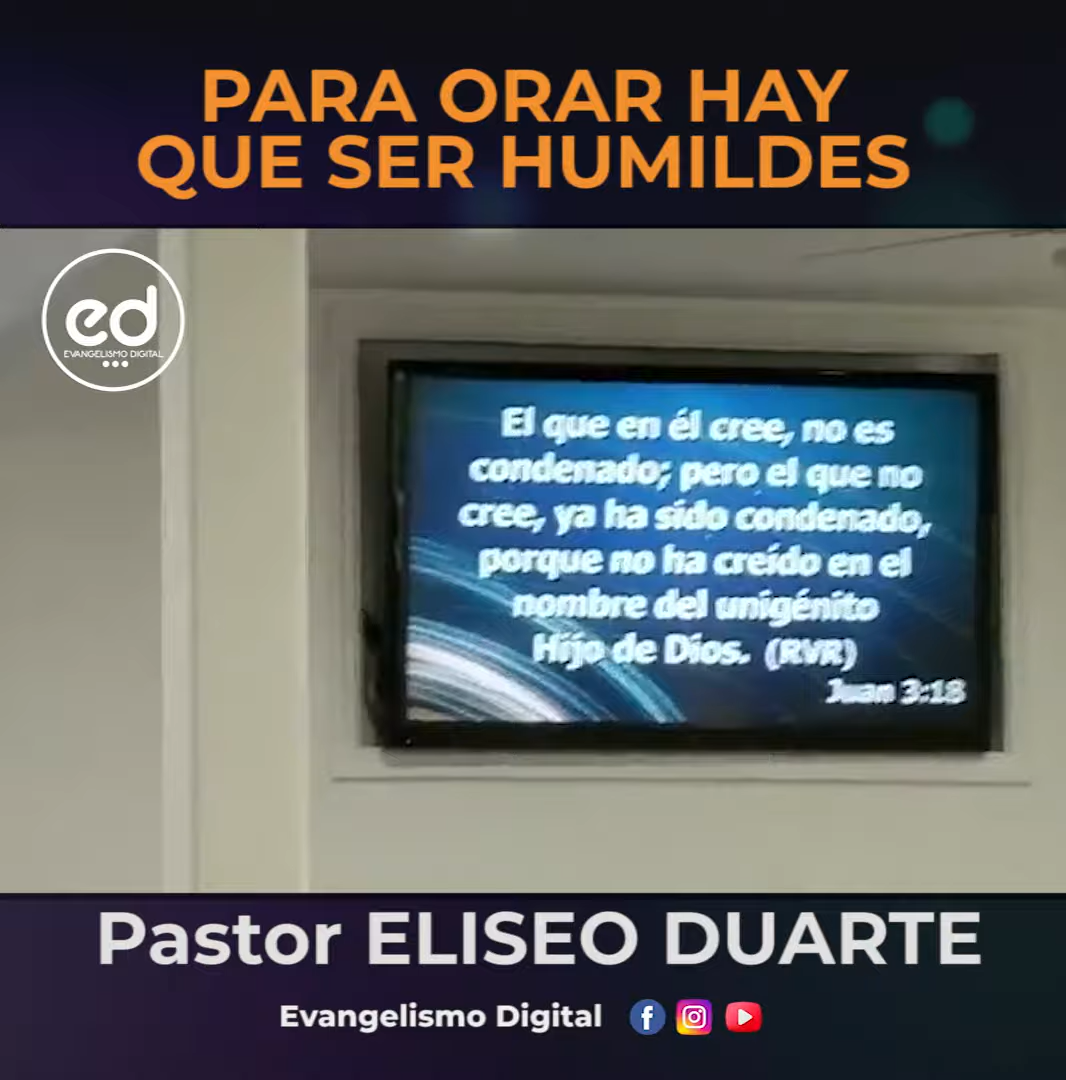 PARA ORAR HAY
QUE SER HUMILDES
ed
EVANGELISMO DIGITAL
El que en él cree, no es
condenado; pero el que no
cree, ya ha sido condenado,
porque no ha creído en el
nombre del unigénito
Hijo de Dios. (RVR)
Juan 3:18
Pastor ELISEO DUARTE
Evangelismo Digital